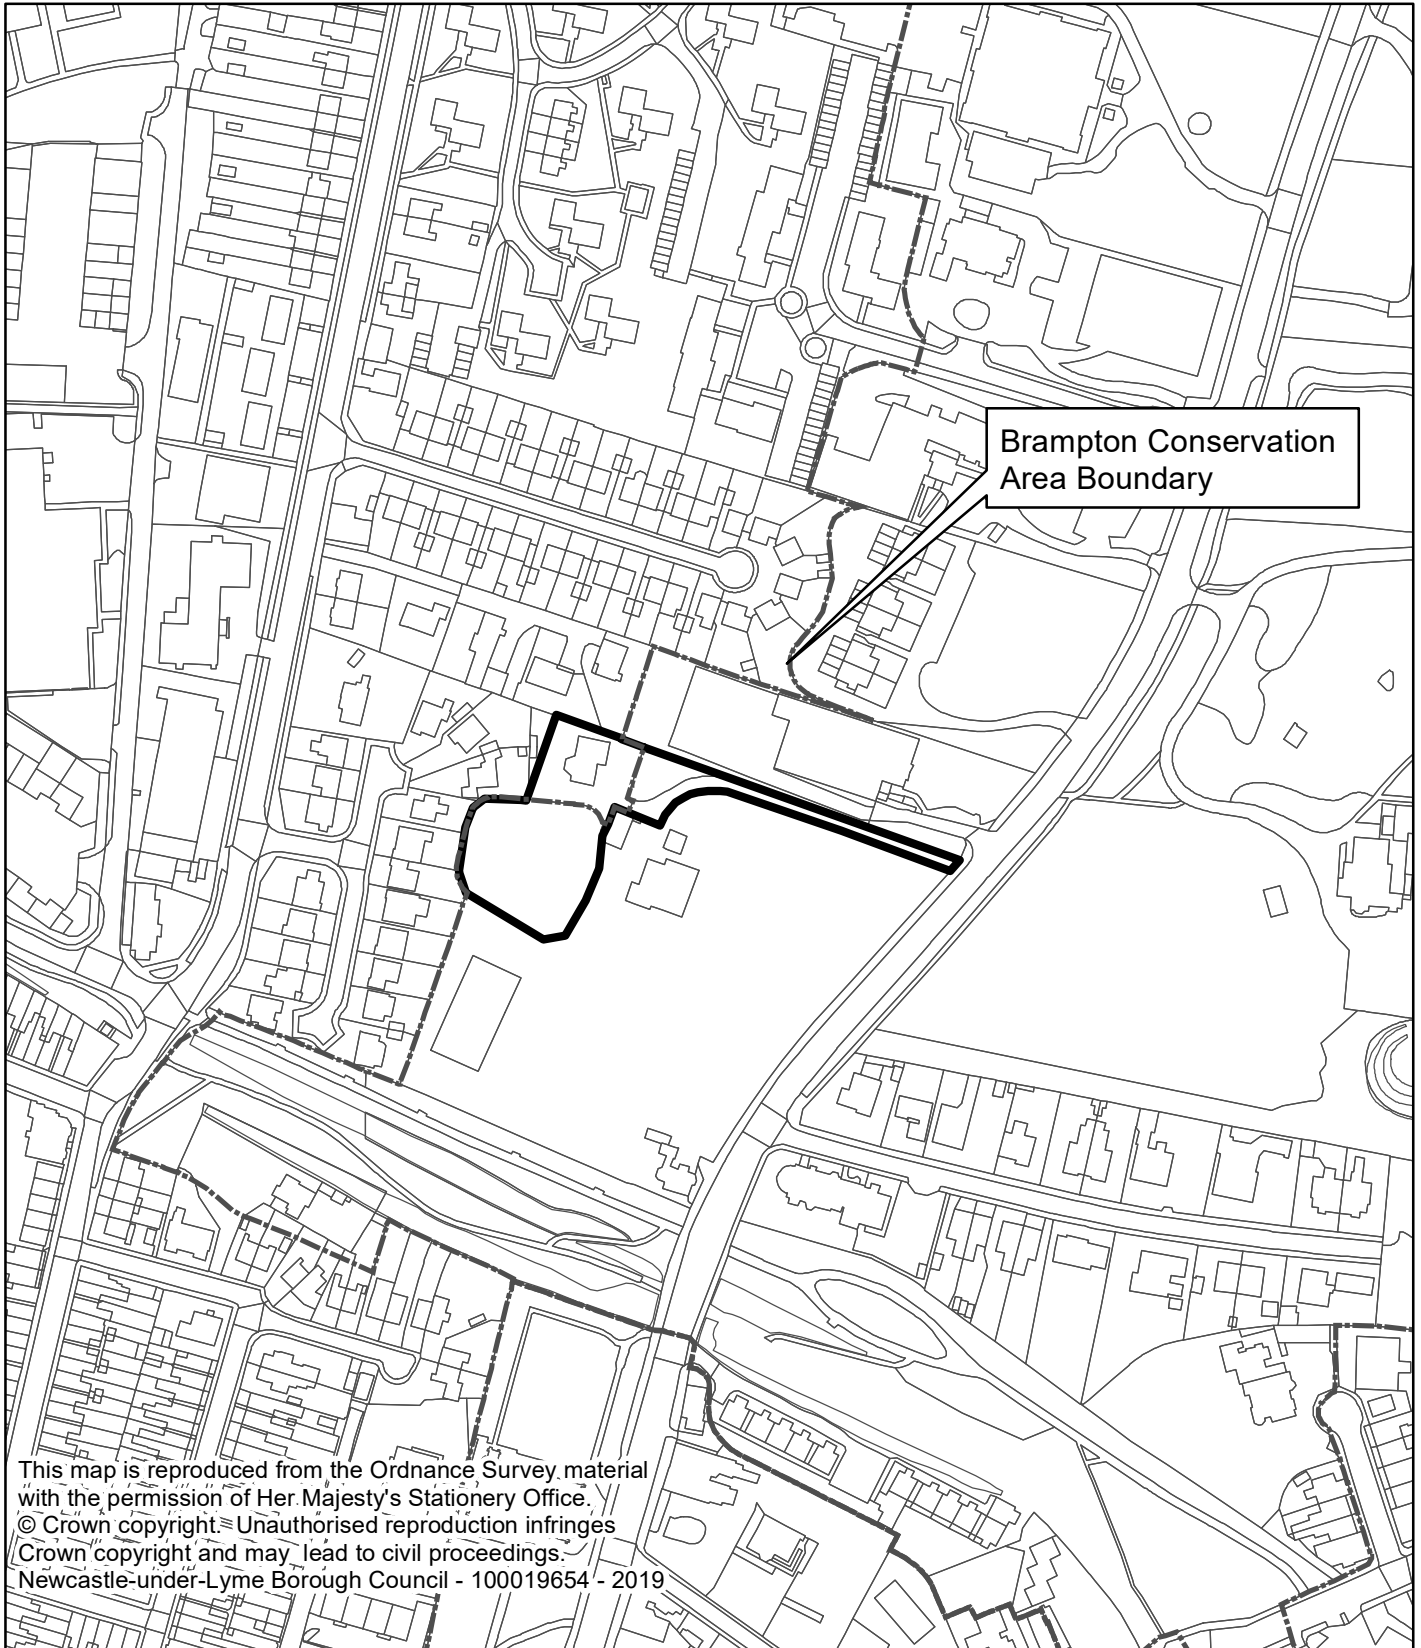 Brampton Conservation
Area Boundary
This map is reproduced from the Ordnance Survey material
with the permission of Her Majesty's Stationery Office.
© Crown copyright. Unauthorised reproduction infringes
Crown copyright and may lead to civil proceedings.
Newcastle-under-Lyme Borough Council - 100019654 - 2019